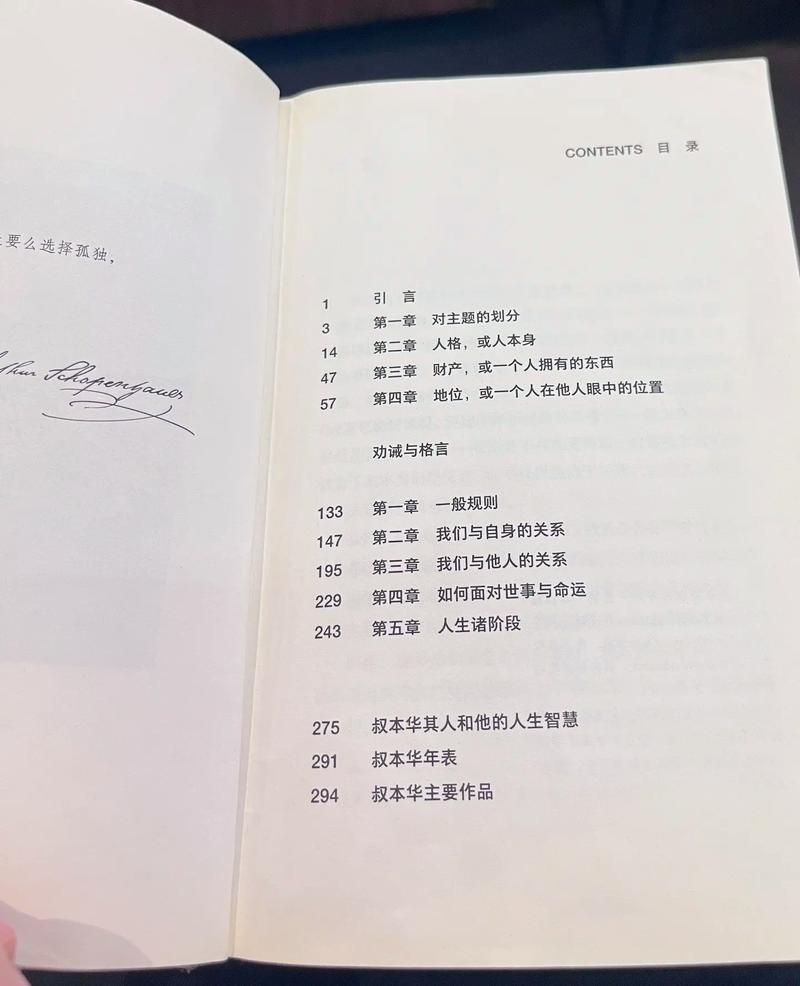 要么选择孤独，
Schopenhauer
CONTENTS 目 录
1 引 言
3 第一章 对主题的划分
14 第二章 人格，或人本身
47 第三章 财产，或一个人拥有的东西
57 第四章 地位，或一个人在他人眼中的位置
劝诫与格言
133 第一章 一般规则
147 第二章 我们与自身的关系
195 第三章 我们与他人的关系
229 第四章 如何面对世事与命运
243 第五章 人生诸阶段
275 叔本华其人和他的人生智慧
291 叔本华年表
294 叔本华主要作品